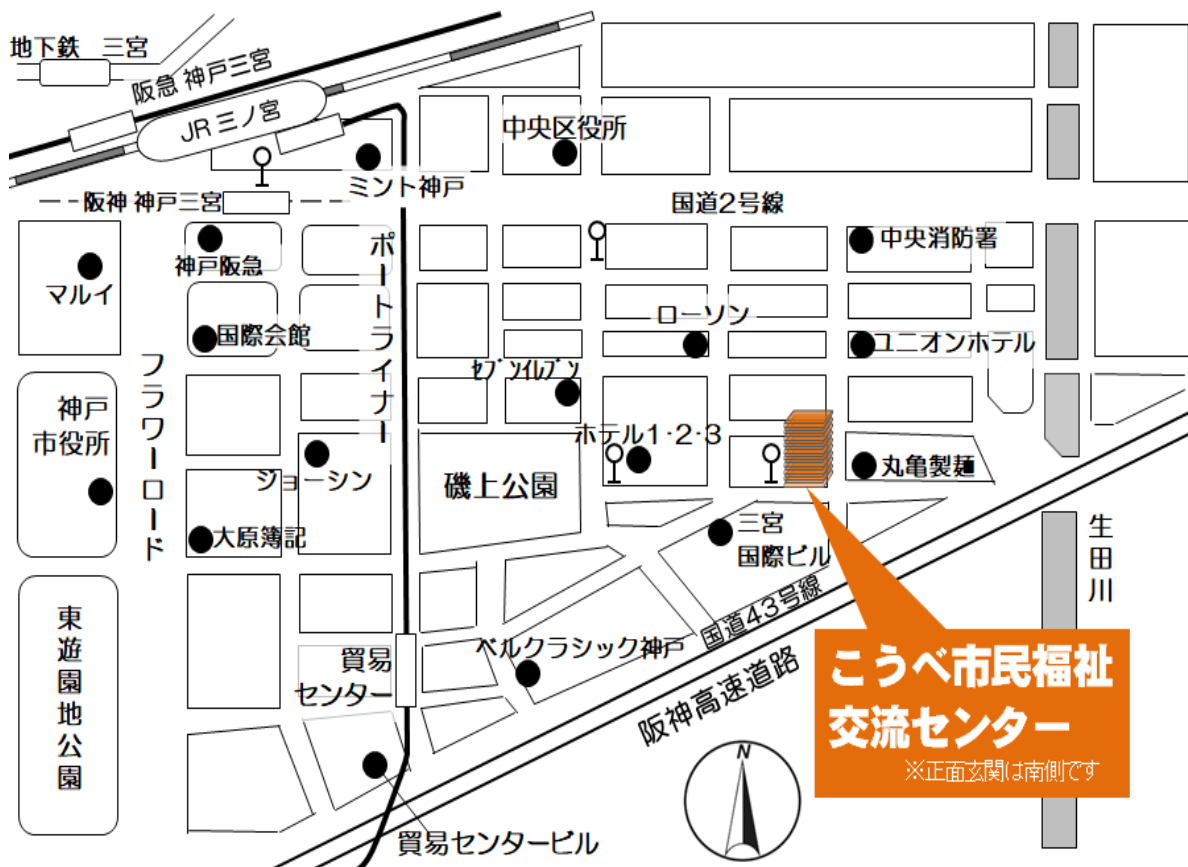 地下鉄 三宮
阪急 神戸三宮
JR 三ノ宮
中央区役所
ミント神戸
阪神 神戸三宮
国道2号線
ポートライナー
中央消防署
神戸阪急
マルイ
国際会館
ローソン
ユニオンホテル
フラワーロード
セブンイレブン
神戸
市役所
ホテル1・2・3
ジョーシン
磯上公園
丸亀製麺
大原簿記
三宮
国際ビル
生田川
国道43号線
東遊園地公園
ベルクラシック神戸
貿易
センター
阪神高速道路
こうべ市民福祉
交流センター
※正面玄関は南側です
N
貿易センタービル